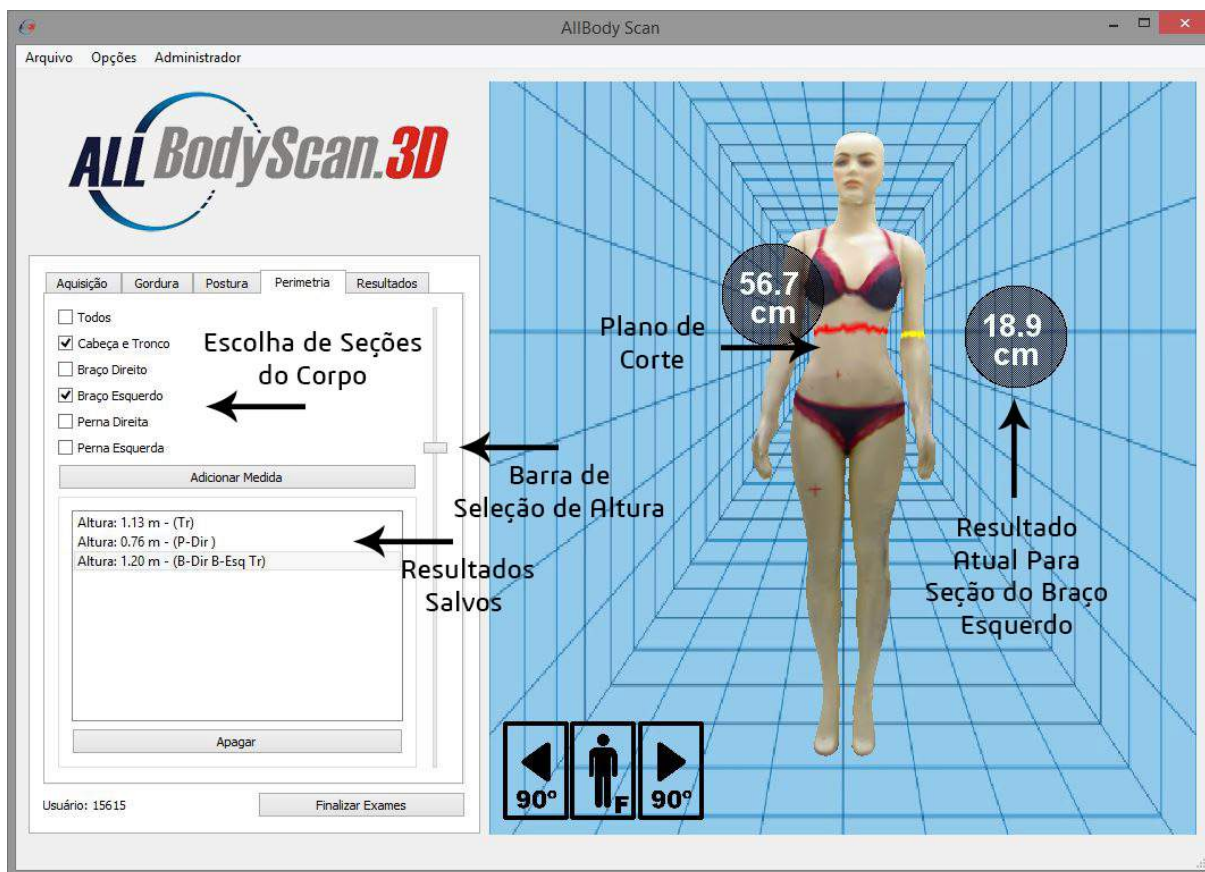 AllBody Scan
Arquivo Opções Administrador
ALL BodyScan.3D
Aquisição Gordura Postura Perimetria Resultados
Todos
Cabeça e Tronco
Braço Direito
Braço Esquerdo
Perna Direita
Perna Esquerda
Escolha de Seções
do Corpo
Adicionar Medida
Barra de
Seleção de Altura
Altura: 1.13 m - (Tr)
Altura: 0.76 m - (P-Dir )
Altura: 1.20 m - (B-Dir B-Esq Tr)
Resultados
Salvos
Apagar
Usuário: 15615
Finalizar Exames
56.7
cm
Plano de
Corte
18.9
cm
Resultado
Atual Para
Seção do Braço
Esquerdo
90º
F
90º